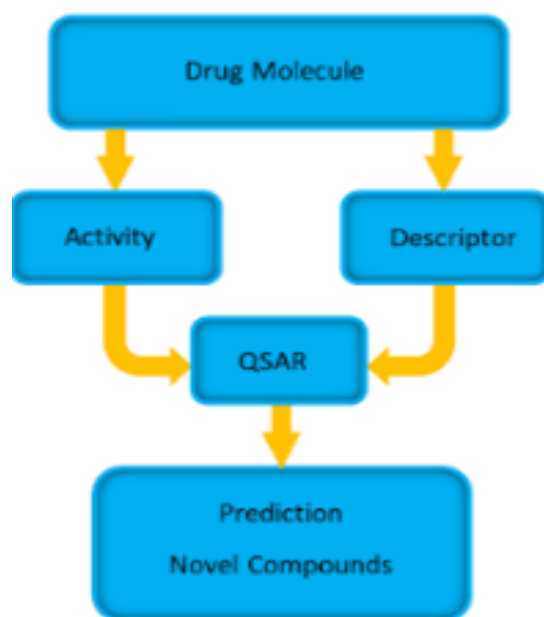 Drug Molecule
Activity
Descriptor
QSAR
Prediction
Novel Compounds